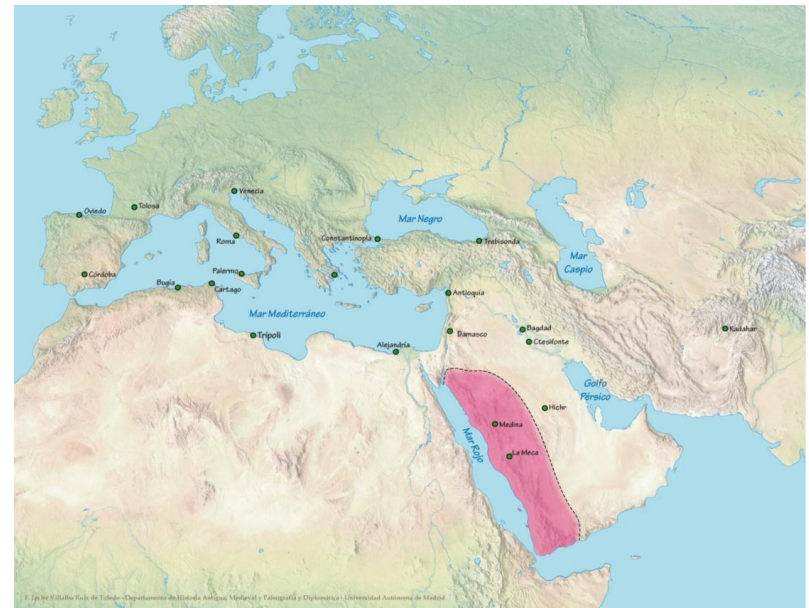 Venecia
Tolosa
Oviedo
Mar Negro
Roma
Constantinopla
Trebisonda
Mar
Caspio
Palermo
Córdoba
Bugía
Cartago
Antioquía
Mar Mediterráneo
Trípoli
Damasco
Bagdad
Kadahar
Ctesifonte
Alejandría
Golfo
Pérsico
Hichr
Medina
Mar Rojo
La Meca
F. Javier Villalba Ruiz de Toledo - Departamento de Historia Antigua, Medieval y Paleografía y Diplomática - Universidad Autónoma de Madrid